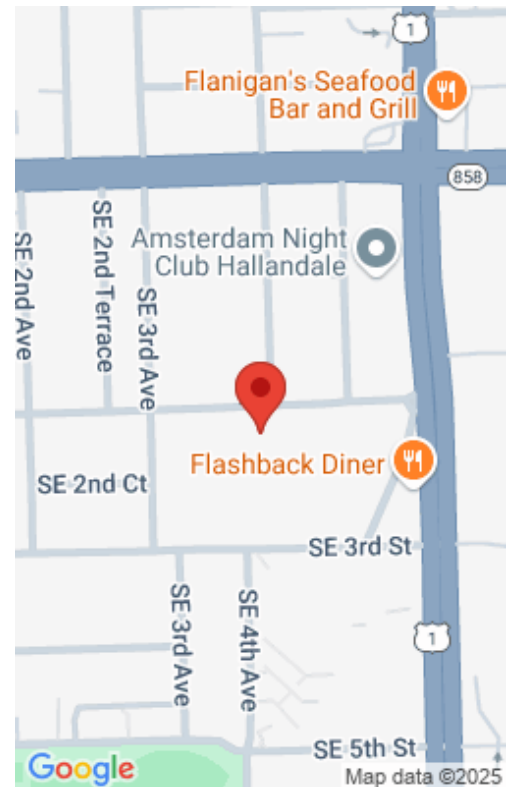 1
Flanigan's Seafood
Bar and Grill
858
SE 2nd Ave
SE 2nd Terrace
SE 3rd Ave
Amsterdam Night
Club Hallandale
Flashback Diner
SE 2nd Ct
SE 3rd St
SE 3rd Ave
SE 4th Ave
1
SE 5th St
Google
Map data ©2025